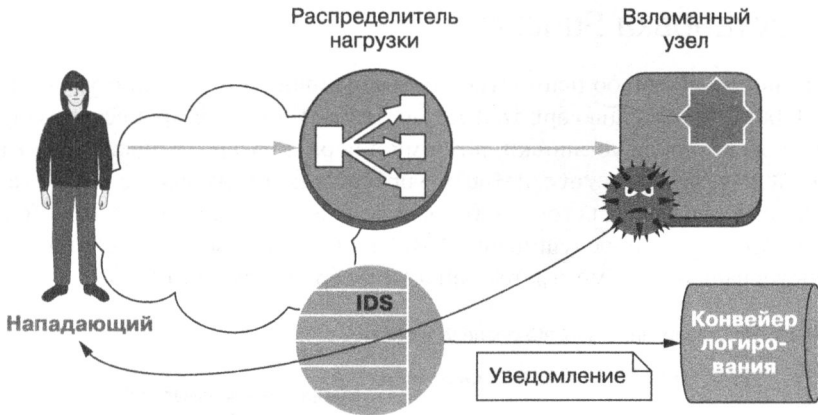 Распределитель
нагрузки
Взломанный
узел
Нападающий
IDS
Уведомление
Конвейер
логиро-
вания